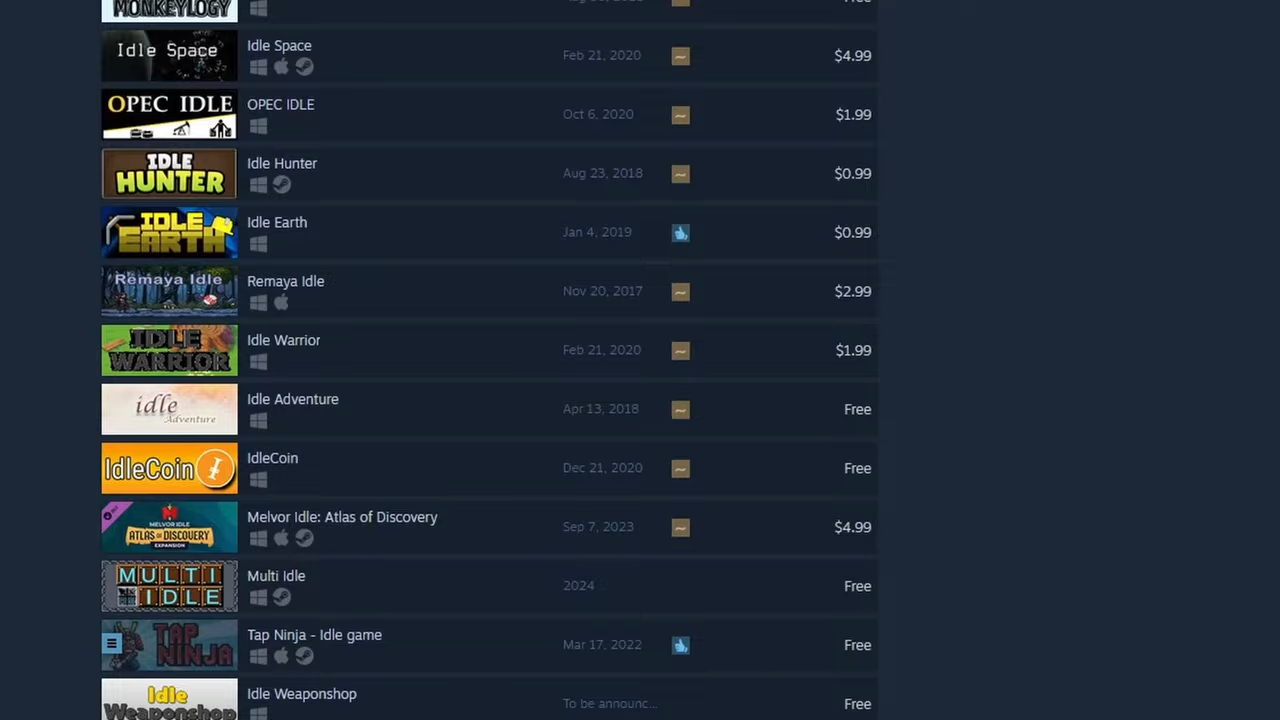 MONKEYLOGY
Free
Idle Space
Idle Space
Feb 21, 2020
$4.99
OPEC IDLE
OPEC IDLE
Oct 6, 2020
$1.99
IDLE
HUNTER
Idle Hunter
Aug 23, 2018
$0.99
IDLE
EARTH
Idle Earth
Jan 4, 2019
$0.99
Remaya Idle
Remaya Idle
Nov 20, 2017
$2.99
IDLE
WARRIOR
Idle Warrior
Feb 21, 2020
$1.99
idle
Adventure
Idle Adventure
Apr 13, 2018
Free
IdleCoin
IdleCoin
Dec 21, 2020
Free
MELVOR IDLE
ATLAS OF DISCOVERY
EXPANSION
Melvor Idle: Atlas of Discovery
Sep 7, 2023
$4.99
MULTI
IDLE
Multi Idle
2024
Free
TAP
NINJA
Tap Ninja - Idle game
Mar 17, 2022
Free
Idle
Weaponshop
Idle Weaponshop
To be announc...
Free